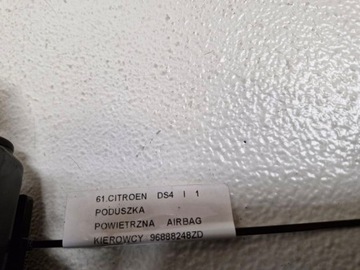 61.CITROEN DS4 I 1
PODUSZKA
POWIETRZNA AIRBAG
KIEROWCY 96888248ZD